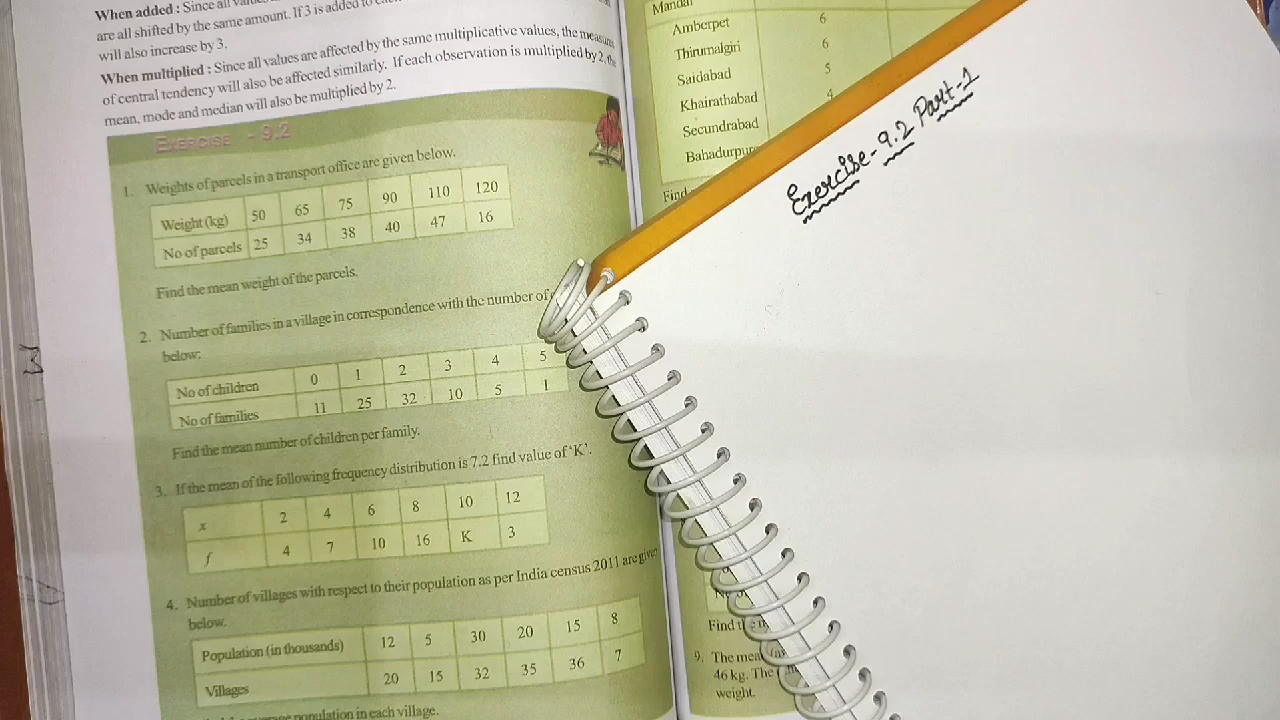 When added : Since all
are all shifted by the same amount. If 3 is added to
will also increase by 3.
When multiplied : Since all values are affected by the same multiplicative values, the measures
of central tendency will also be affected similarly. If each observation is multiplied by 2, the
mean, mode and median will also be multiplied by 2.
EXERCISE - 9.2
1. Weights of parcels in a transport office are given below.
Weight (kg) 50 65 75 90 110 120
No of parcels 25 34 38 40 47 16
Find the mean weight of the parcels.
2. Number of families in a village in correspondence with the number of
below:
No of children 0 1 2 3 4 5
No of families 11 25 32 10 5 1
Find the mean number of children per family.
3. If the mean of the following frequency distribution is 7.2 find value of 'K'.
x 2 4 6 8 10 12
f 4 7 10 16 K 3
4. Number of villages with respect to their population as per India census 2011 are given
below.
Population (in thousands) 12 5 30 20 15 8
Villages 20 15 32 35 36 7
population in each village.
Mandal
Amberpet 6
Thirumalgiri 6
Saidabad 5
Khairathabad 4
Secundrabad
Bahadurpur
Find
Find the
9. The mean
46 kg. The
weight.
Exercise-9.2 Part-1